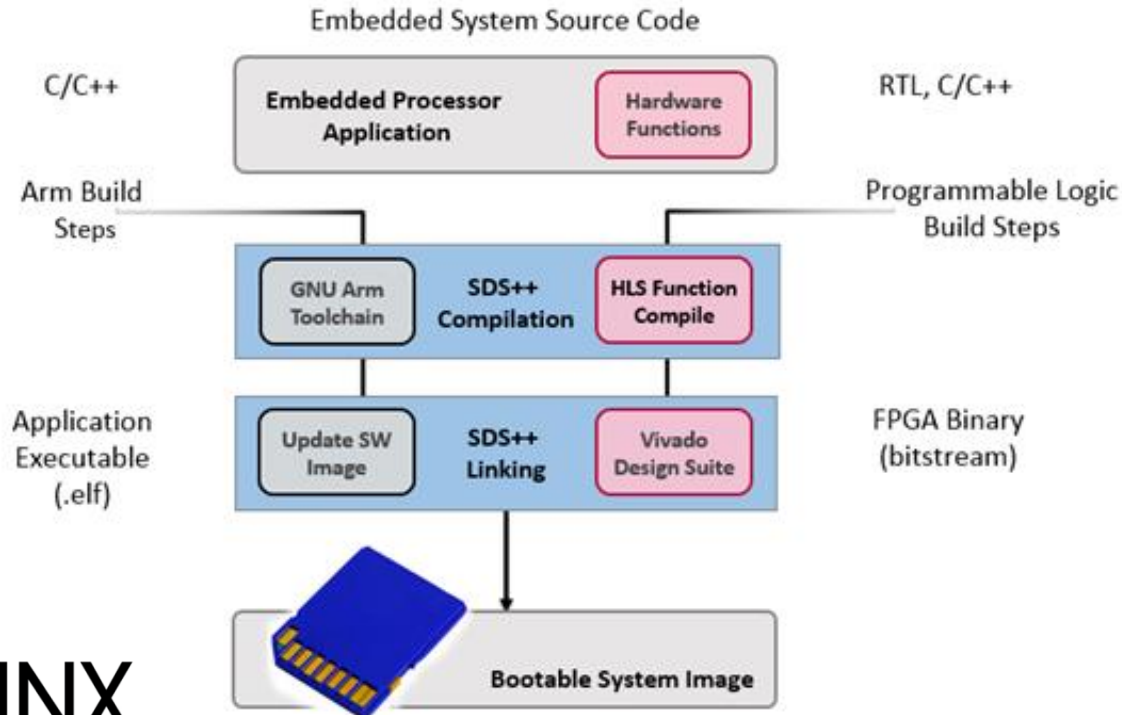 Embedded System Source Code
C/C++
Embedded Processor
Application
Hardware
Functions
RTL, C/C++
Arm Build
Steps
Programmable Logic
Build Steps
GNU Arm
Toolchain
SDS++
Compilation
HLS Function
Compile
Application
Executable
(.elf)
Update SW
Image
SDS++
Linking
Vivado
Design Suite
FPGA Binary
(bitstream)
Bootable System Image